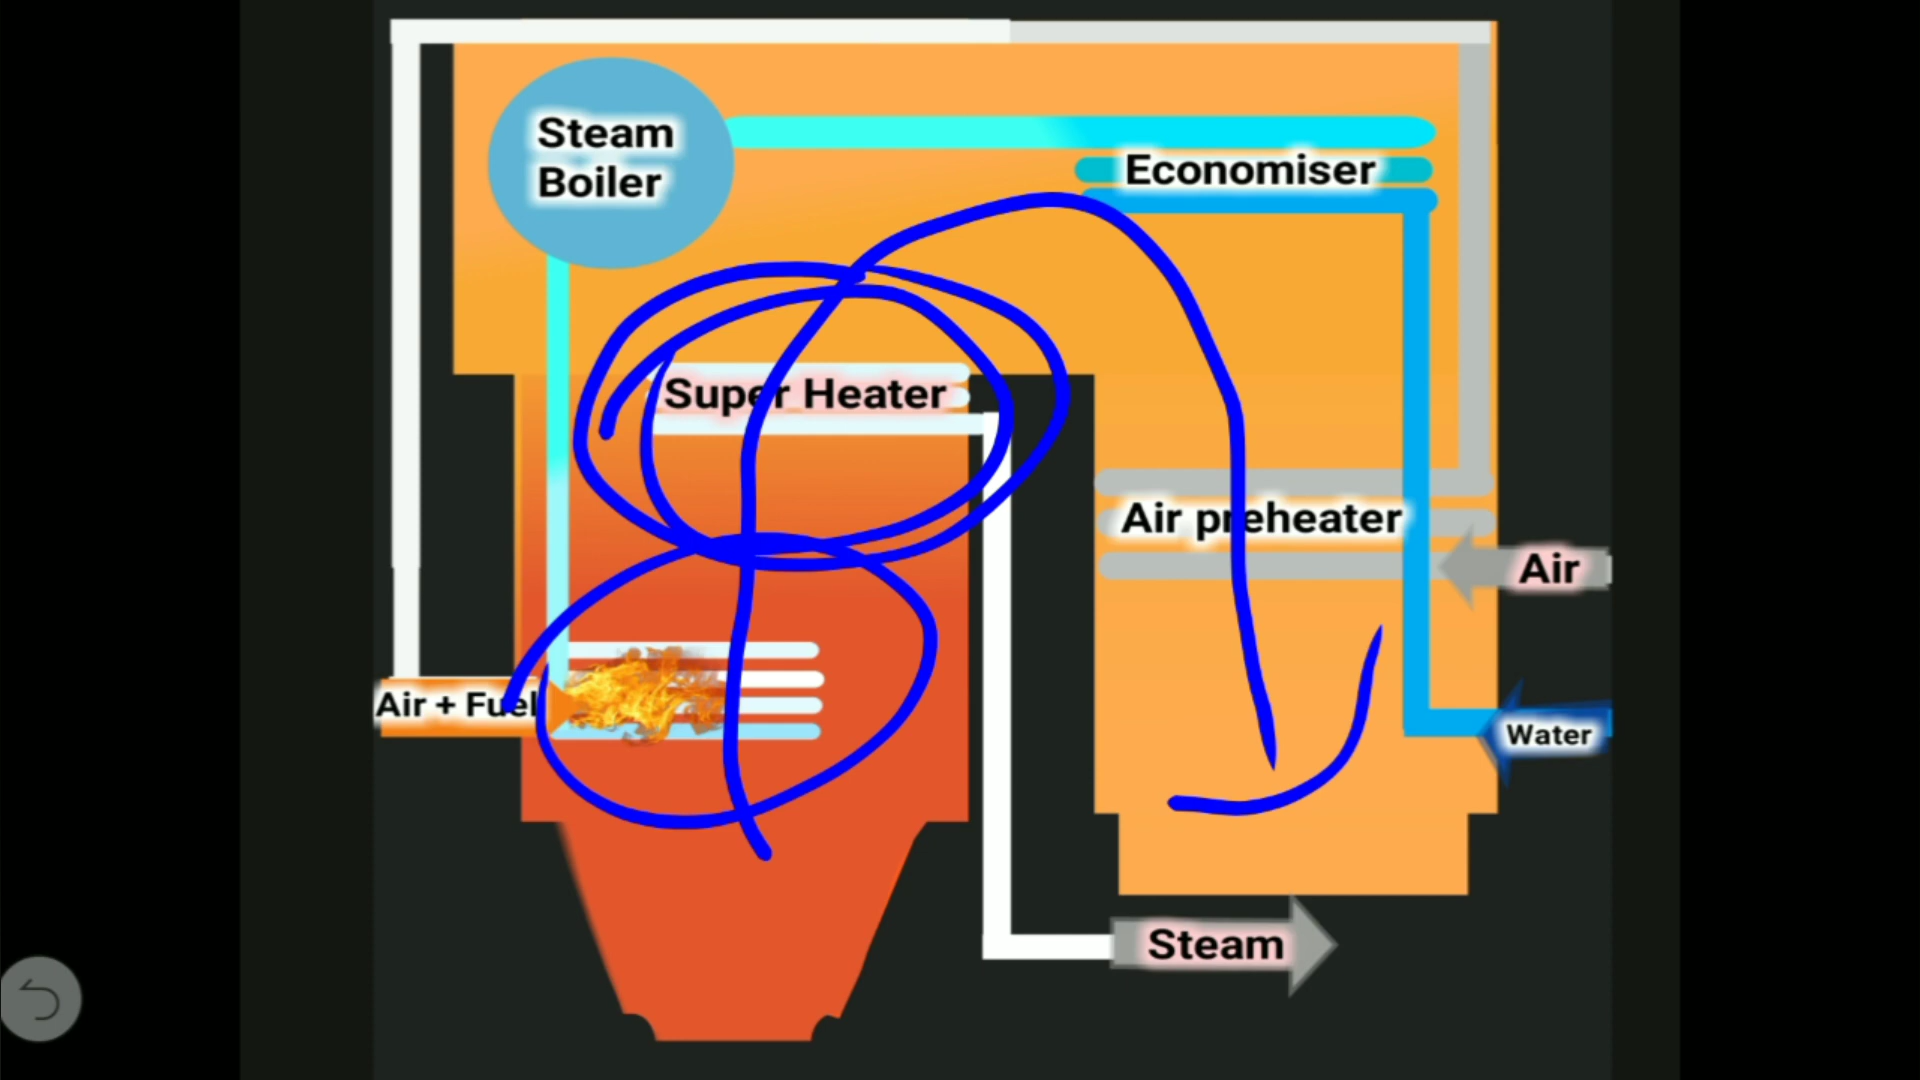 Steam
Boiler
Economiser
Super Heater
Air preheater
Air
Air + Fuel
Water
Steam